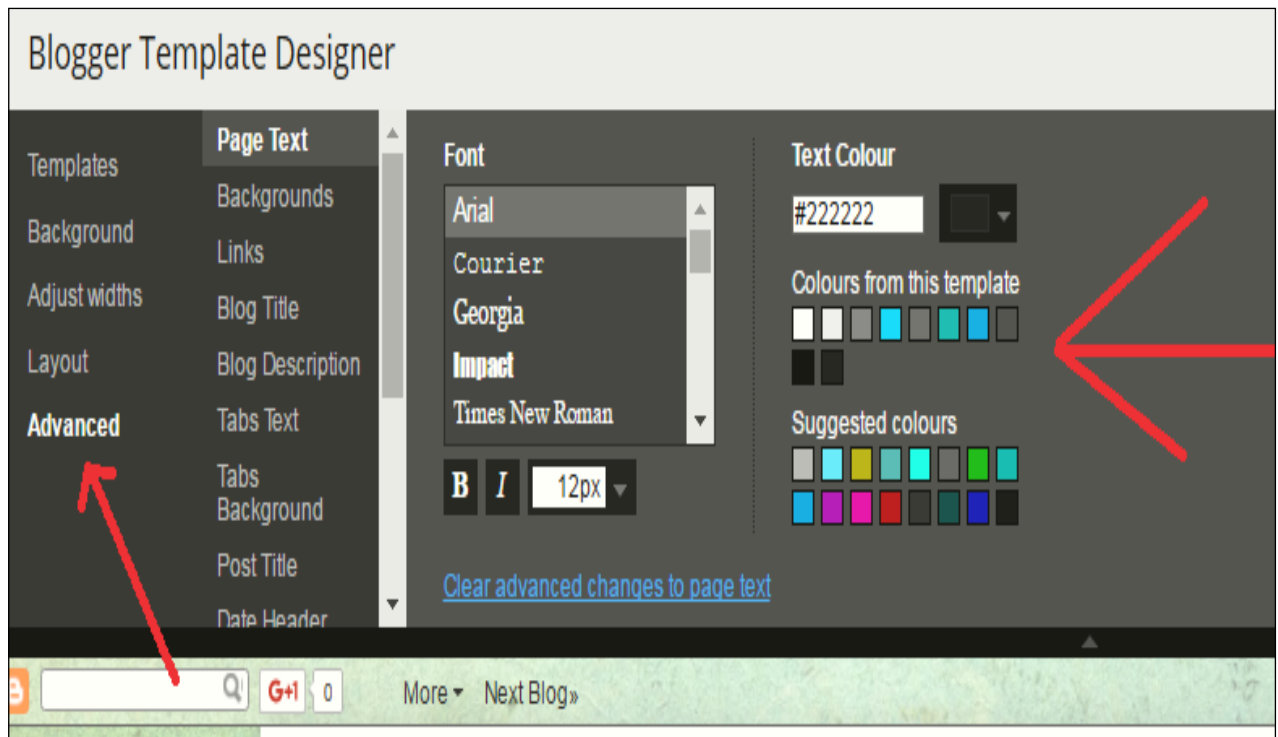 Blogger Template Designer
Templates
Background
Adjust widths
Layout
Advanced
Page Text
Backgrounds
Links
Blog Title
Blog Description
Tabs Text
Tabs
Background
Post Title
Date Header
Font
Arial
Courier
Georgia
Impact
Times New Roman
B I 12px
Clear advanced changes to page text
Text Colour
#222222
Colours from this template
Suggested colours
G+1 0 More Next Blog»